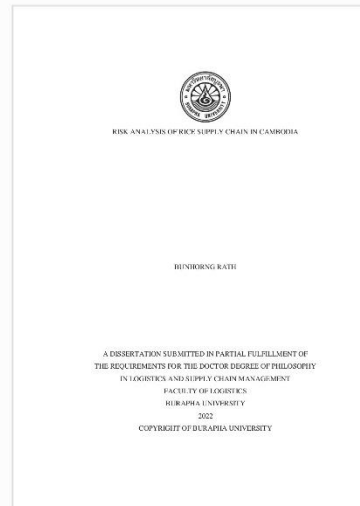 BURAPHA UNIVERSITY
RISK ANALYSIS OF RICE SUPPLY CHAIN IN CAMBODIA
BUNHORNG RATH
A DISSERTATION SUBMITTED IN PARTIAL FULFILLMENT OF
THE REQUIREMENTS FOR THE DOCTOR DEGREE OF PHILOSOPHY
IN LOGISTICS AND SUPPLY CHAIN MANAGEMENT
FACULTY OF LOGISTICS
BURAPHA UNIVERSITY
2022
COPYRIGHT OF BURAPHA UNIVERSITY